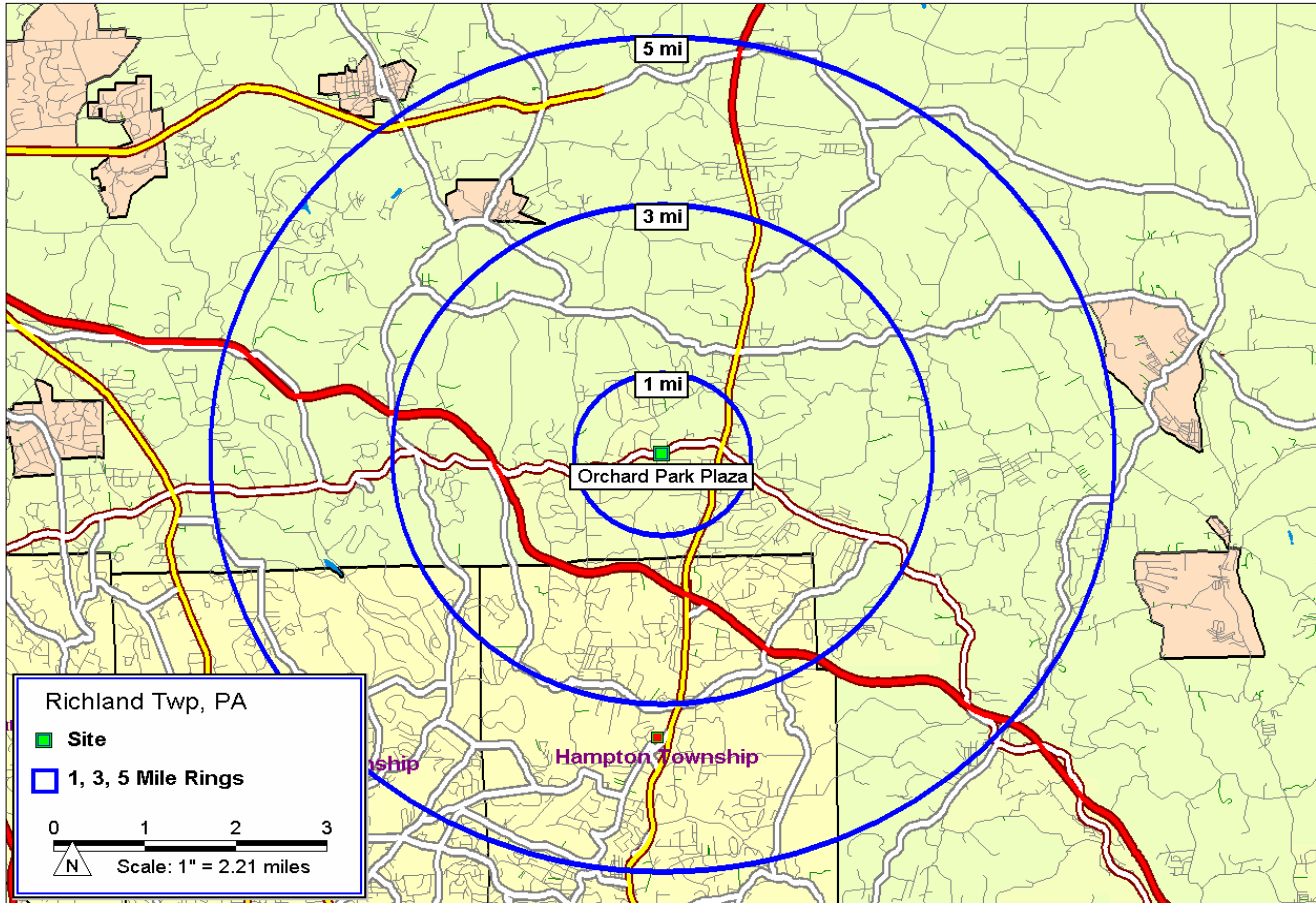 5 mi
3 mi
1 mi
Orchard Park Plaza
Hampton Township
nship
Richland Twp, PA
Site
1, 3, 5 Mile Rings
0 1 2 3
N
Scale: 1" = 2.21 miles